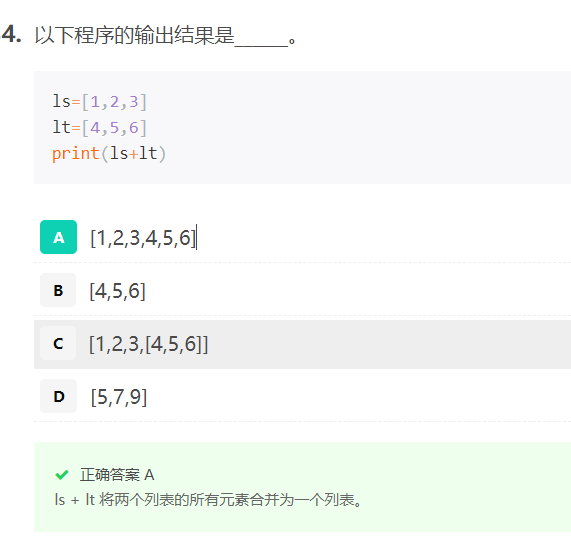 4. 以下程序的输出结果是______。
ls=[1,2,3]
lt=[4,5,6]
print(ls+lt)
A [1,2,3,4,5,6]
B [4,5,6]
C [1,2,3,[4,5,6]]
D [5,7,9]
正确答案 A
ls + lt 将两个列表的所有元素合并为一个列表。